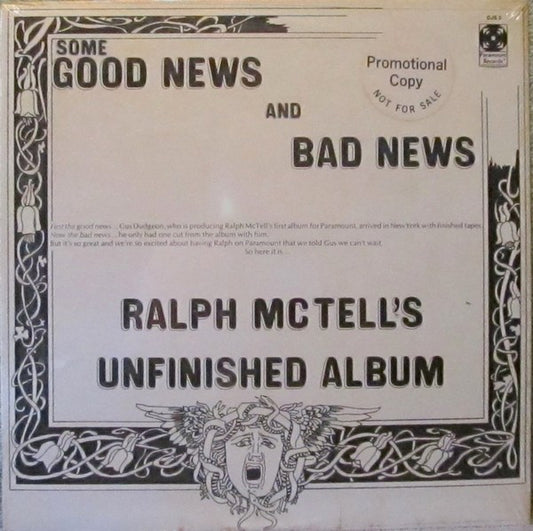 DJS 3
Paramount
Records
SOME
GOOD NEWS
Promotional
Copy
NOT FOR SALE
AND
BAD NEWS
First the good news... Gus Dudgeon, who is producing Ralph McTell's first album for Paramount, arrived in New York with finished tapes.
Now the bad news... he only had one cut from the album with him.
But it's so great and we're so excited about having Ralph on Paramount that we told Gus we can't wait.
So here it is...
RALPH MCTELL'S
UNFINISHED ALBUM